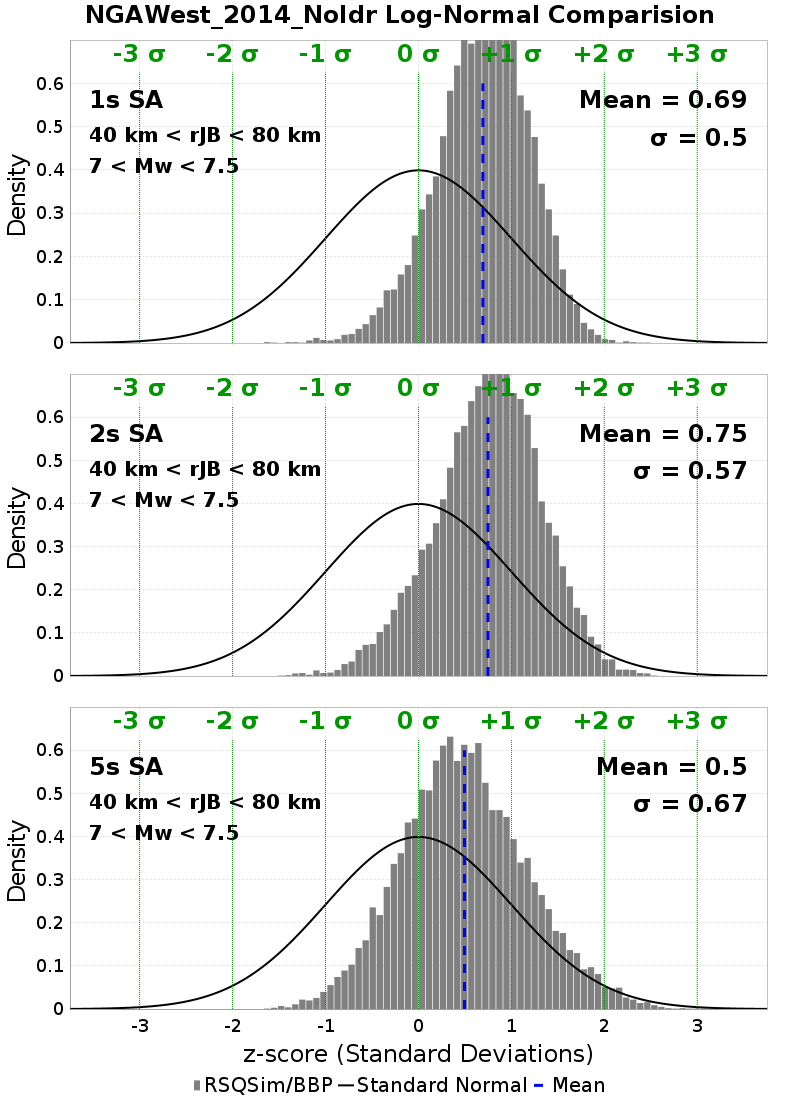 NGAWest_2014_NoIdr Log-Normal Comparision
-3 σ -2 σ -1 σ 0 σ +1 σ +2 σ +3 σ
1s SA
Mean = 0.69
40 km < rJB < 80 km
σ = 0.5
7 < Mw < 7.5
0.6
0.5
0.4
0.3
0.2
0.1
0
Density
-3 σ -2 σ -1 σ 0 σ +1 σ +2 σ +3 σ
2s SA
Mean = 0.75
40 km < rJB < 80 km
σ = 0.57
7 < Mw < 7.5
0.6
0.5
0.4
0.3
0.2
0.1
0
Density
-3 σ -2 σ -1 σ 0 σ +1 σ +2 σ +3 σ
5s SA
Mean = 0.5
40 km < rJB < 80 km
σ = 0.67
7 < Mw < 7.5
0.6
0.5
0.4
0.3
0.2
0.1
0
Density
-3 -2 -1 0 1 2 3
z-score (Standard Deviations)
RSQSim/BBP Standard Normal Mean